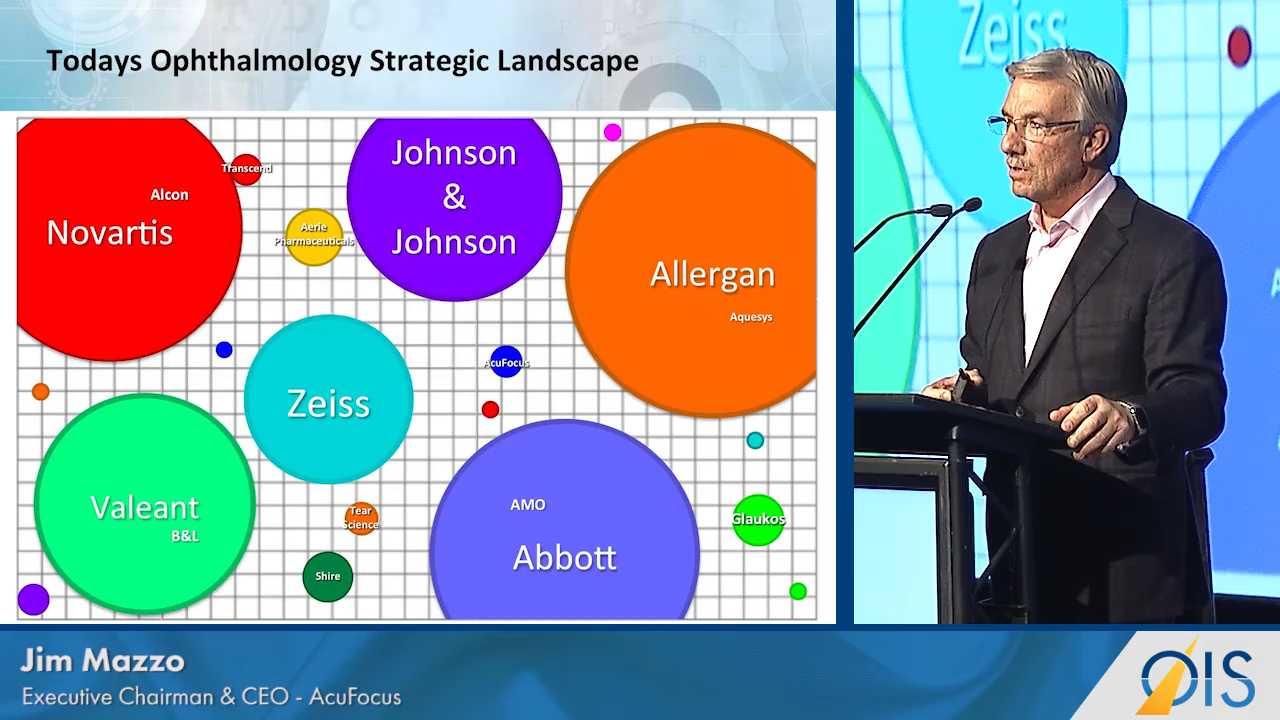 Todays Ophthalmology Strategic Landscape
Johnson
&
Johnson
Transcend
Alcon
Novartis
Aerie
Pharmaceuticals
Allergan
Aquesys
AcuFocus
Zeiss
Valeant
B&L
Tear
Science
Shire
AMO
Abbott
Glaukos
Zeiss
Jim Mazzo
Executive Chairman & CEO - AcuFocus
OIS